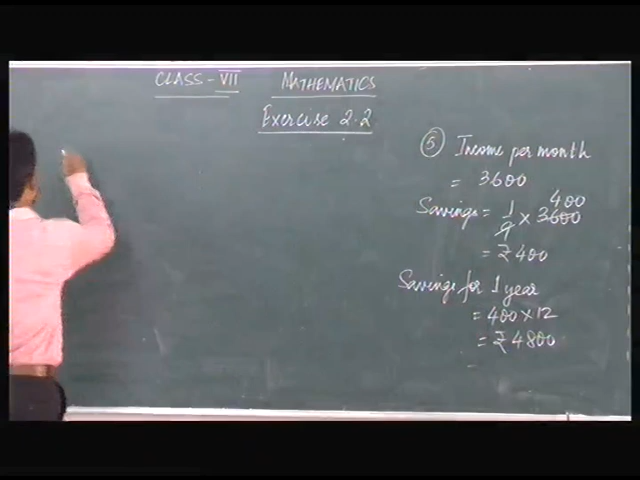 CLASS - VII MATHEMATICS
Exercise 2.2
⑤ Income per month
= 3600
400
Savings = 1/9 × 3600
= ₹400
Savings for 1 year
= 400 × 12
= ₹4800